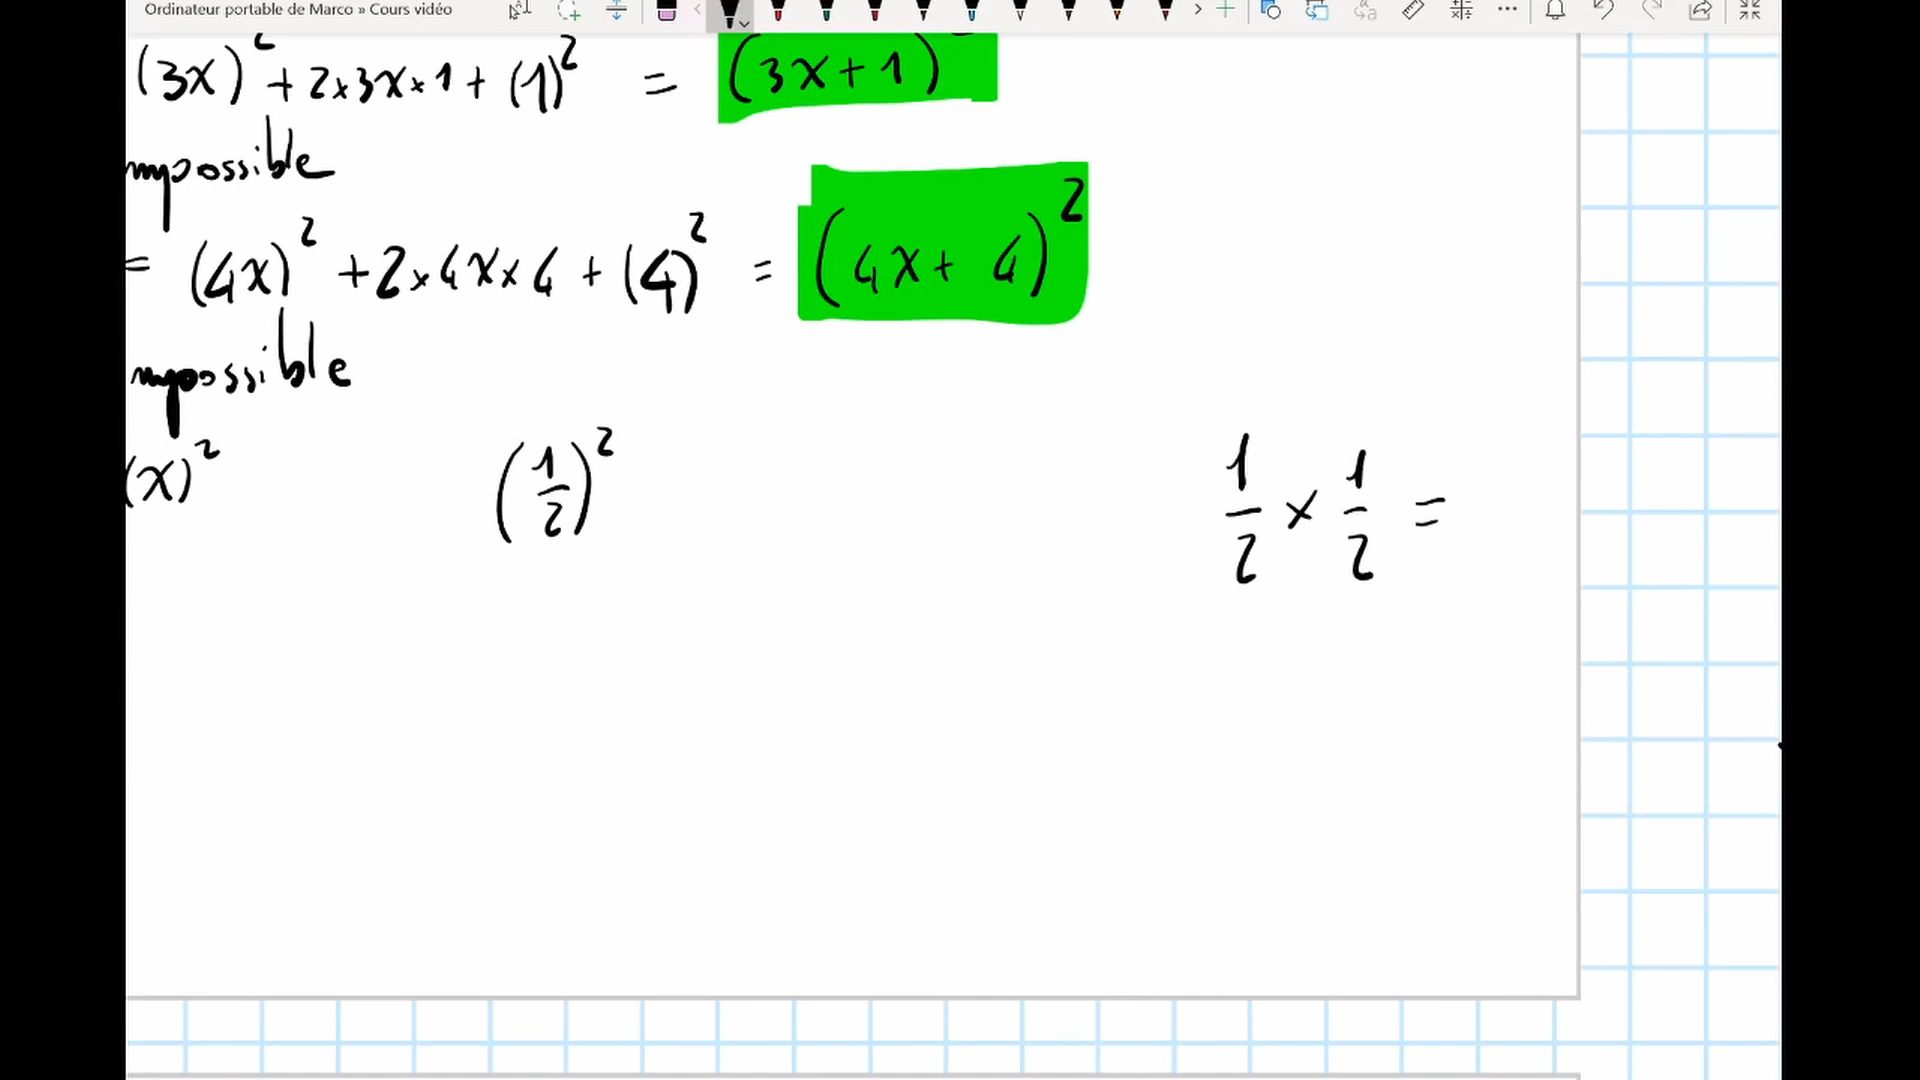 Ordinateur portable de Marco » Cours vidéo
(3x)² + 2×3x×1 + (1)² = (3x+1)
mpossible
= (4x)² + 2×4x×4 + (4)² = (4x+4)²
mpossible
(x)² (1/2)² 1/2 × 1/2 =